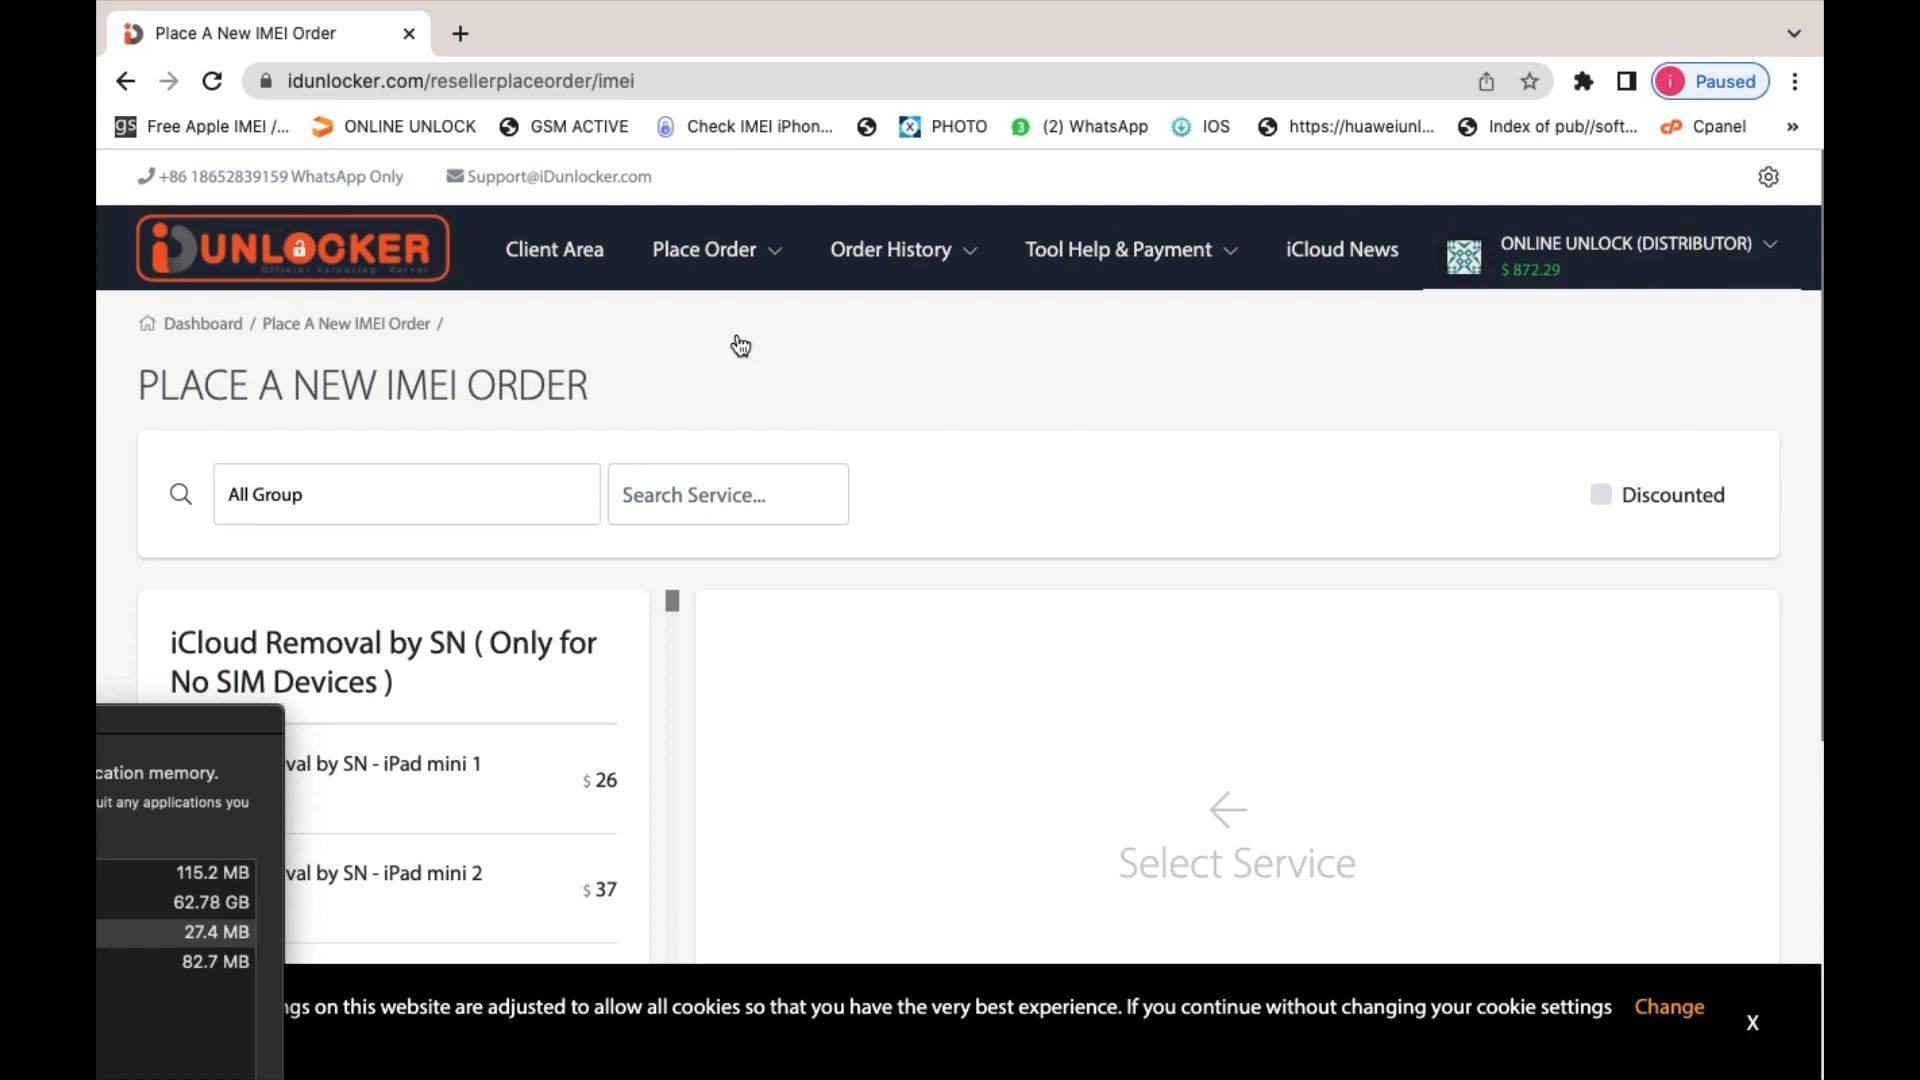 Place A New IMEI Order
idunlocker.com/resellerplaceorder/imei
i Paused
gs Free Apple IMEI /... ONLINE UNLOCK GSM ACTIVE Check IMEI iPhon... PHOTO 3 (2) WhatsApp IOS https://huaweiunl... Index of pub//soft... cP Cpanel »
+86 18652839159 WhatsApp Only Support@iDunlocker.com
iDUNLOCKER
Official Unlocking Server
Client Area Place Order Order History Tool Help & Payment iCloud News ONLINE UNLOCK (DISTRIBUTOR)
$ 872.29
Dashboard / Place A New IMEI Order /
PLACE A NEW IMEI ORDER
All Group Search Service... Discounted
iCloud Removal by SN ( Only for
No SIM Devices )
val by SN - iPad mini 1
$ 26
val by SN - iPad mini 2
$ 37
Select Service
cation memory.
uit any applications you
115.2 MB
62.78 GB
27.4 MB
82.7 MB
ngs on this website are adjusted to allow all cookies so that you have the very best experience. If you continue without changing your cookie settings Change
X